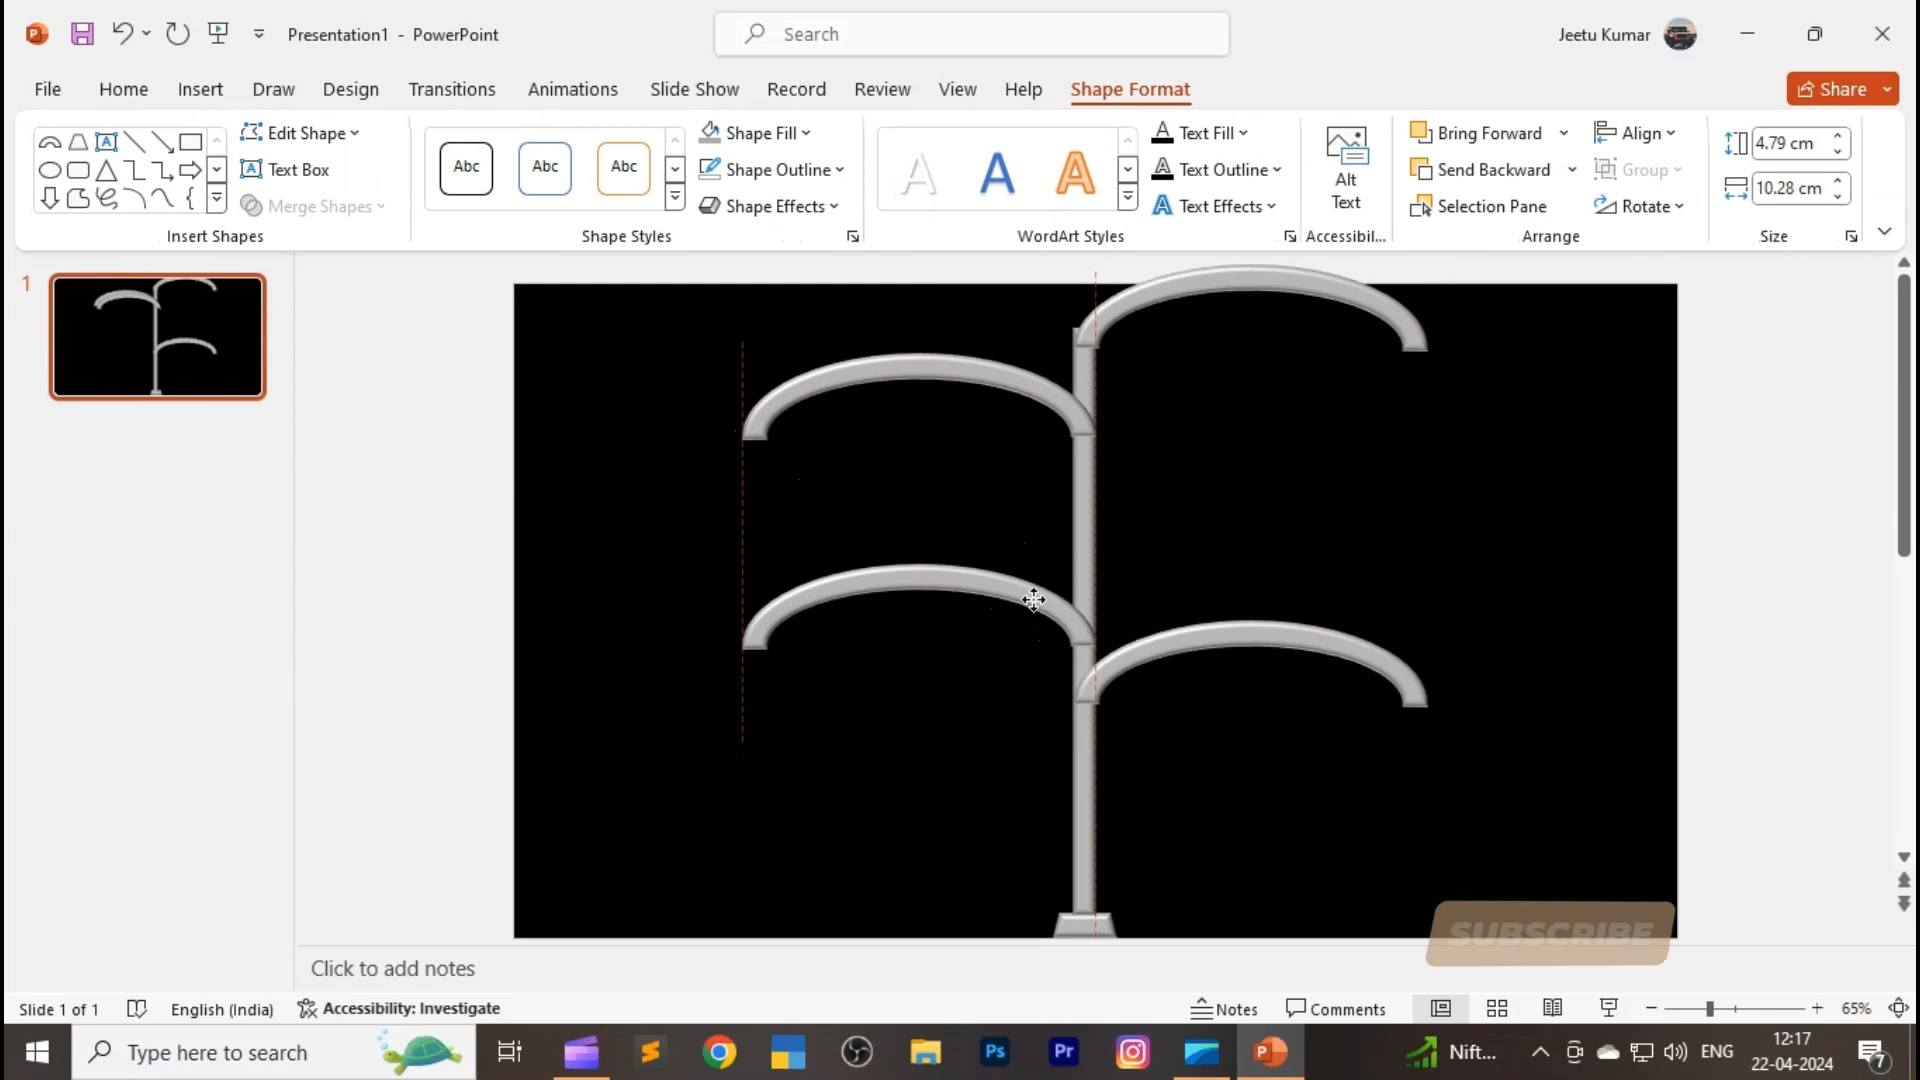 Presentation1 - PowerPoint
Search
Jeetu Kumar
File Home Insert Draw Design Transitions Animations Slide Show Record Review View Help Shape Format
Share
Edit Shape
Text Box
Merge Shapes
Insert Shapes
Abc Abc Abc
Shape Fill
Shape Outline
Shape Effects
Shape Styles
A A A
Text Fill
Text Outline
Text Effects
WordArt Styles
Alt
Text
Accessibil...
Bring Forward
Send Backward
Selection Pane
Align
Group
Rotate
Arrange
4.79 cm
10.28 cm
Size
1
SUBSCRIBE
Click to add notes
Slide 1 of 1
English (India)
Accessibility: Investigate
Notes
Comments
65%
Type here to search
Ps
Pr
Nift...
ENG
12:17
22-04-2024
7